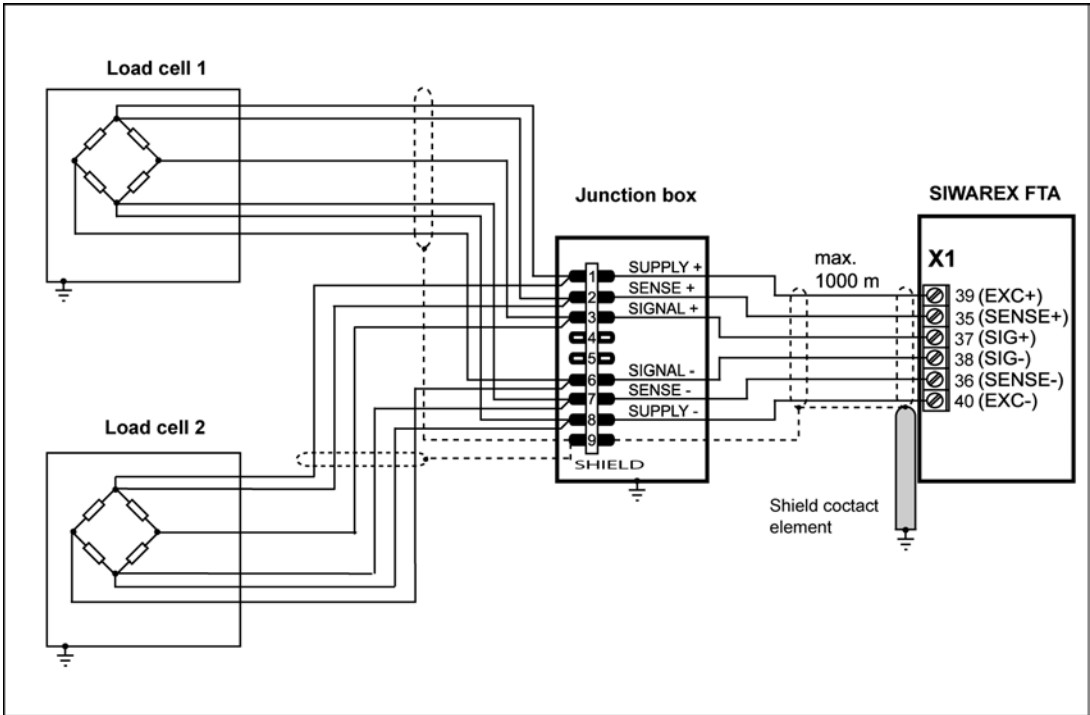 Load cell 1
Load cell 2
Junction box
1
2
3
4
5
6
7
8
9
SUPPLY +
SENSE +
SIGNAL +
SIGNAL -
SENSE -
SUPPLY -
SHIELD
max.
1000 m
SIWAREX FTA
X1
39 (EXC+)
35 (SENSE+)
37 (SIG+)
38 (SIG-)
36 (SENSE-)
40 (EXC-)
Shield coctact
element